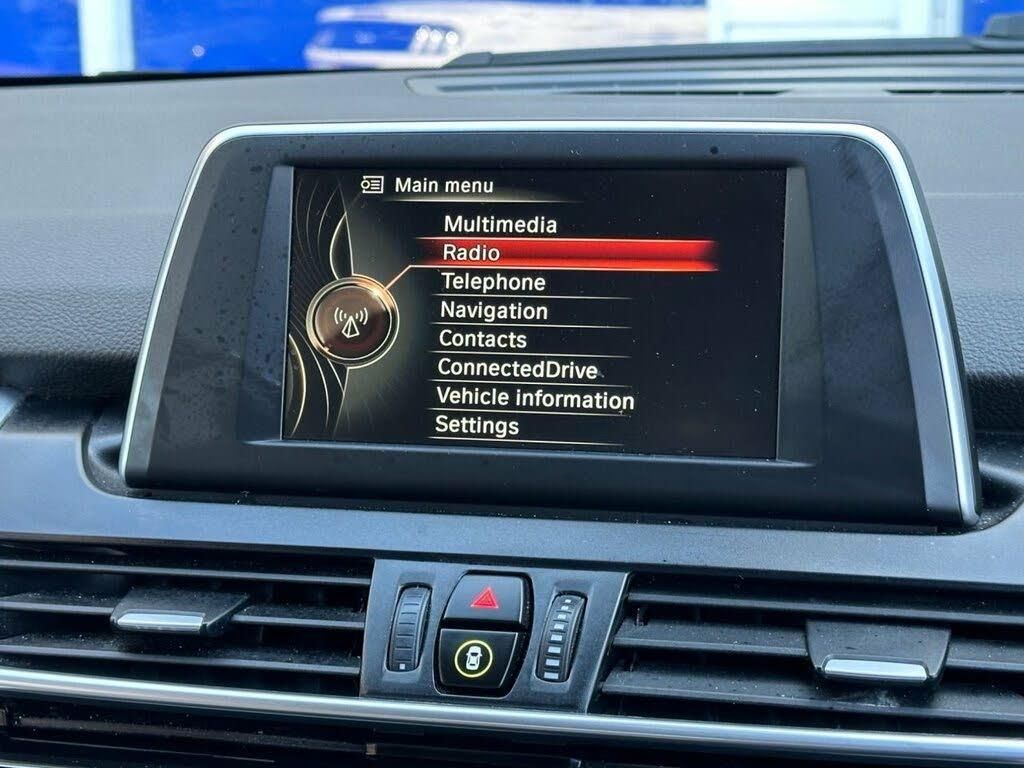 Main menu
Multimedia
Radio
Telephone
Navigation
Contacts
ConnectedDrive
Vehicle information
Settings